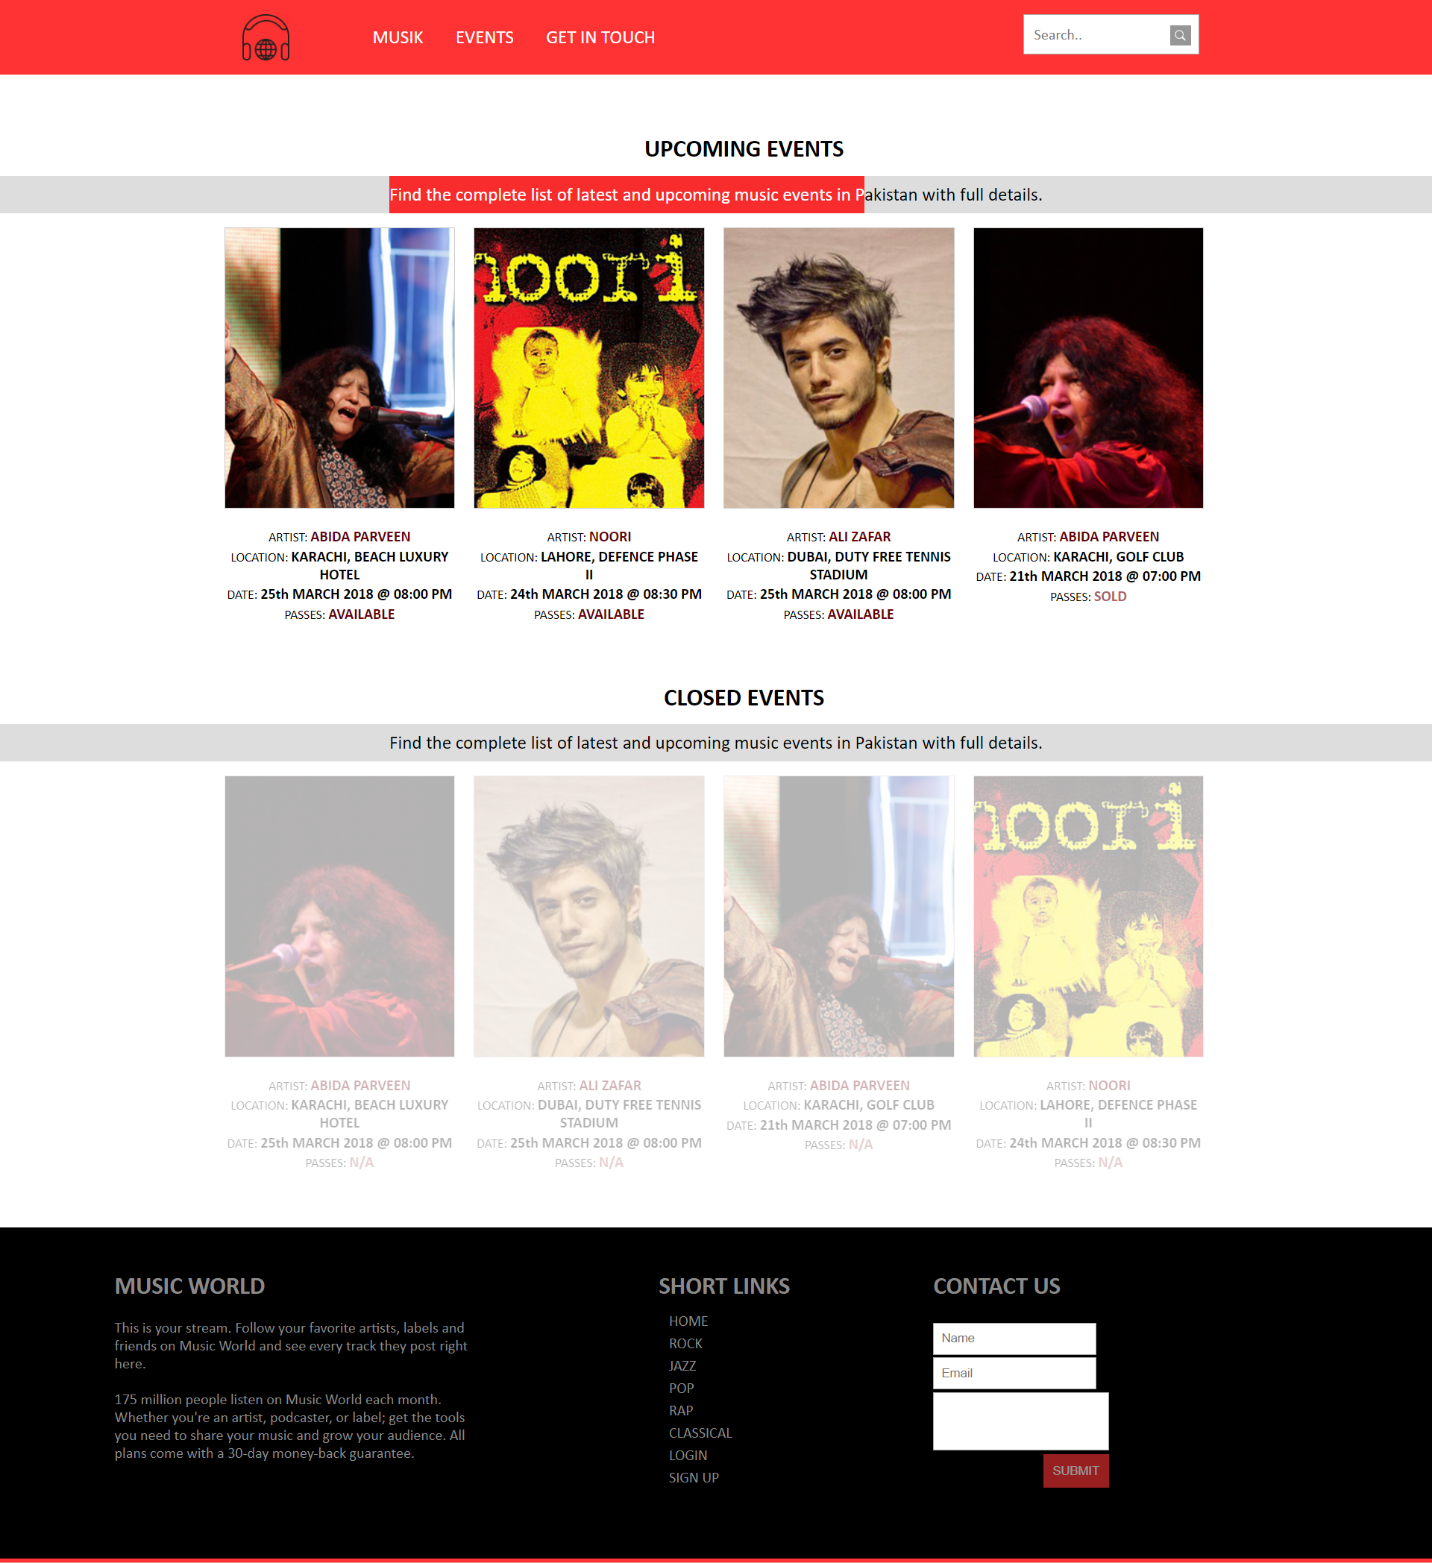 MUSIK EVENTS GET IN TOUCH Search..
UPCOMING EVENTS
Find the complete list of latest and upcoming music events in Pakistan with full details.
noori
ARTIST: ABIDA PARVEEN
LOCATION: KARACHI, BEACH LUXURY
HOTEL
DATE: 25th MARCH 2018 @ 08:00 PM
PASSES: AVAILABLE
ARTIST: NOORI
LOCATION: LAHORE, DEFENCE PHASE
II
DATE: 24th MARCH 2018 @ 08:30 PM
PASSES: AVAILABLE
ARTIST: ALI ZAFAR
LOCATION: DUBAI, DUTY FREE TENNIS
STADIUM
DATE: 25th MARCH 2018 @ 08:00 PM
PASSES: AVAILABLE
ARTIST: ABIDA PARVEEN
LOCATION: KARACHI, GOLF CLUB
DATE: 21th MARCH 2018 @ 07:00 PM
PASSES: SOLD
CLOSED EVENTS
Find the complete list of latest and upcoming music events in Pakistan with full details.
noori
ARTIST: ABIDA PARVEEN
LOCATION: KARACHI, BEACH LUXURY
HOTEL
DATE: 25th MARCH 2018 @ 08:00 PM
PASSES: N/A
ARTIST: ALI ZAFAR
LOCATION: DUBAI, DUTY FREE TENNIS
STADIUM
DATE: 25th MARCH 2018 @ 08:00 PM
PASSES: N/A
ARTIST: ABIDA PARVEEN
LOCATION: KARACHI, GOLF CLUB
DATE: 21th MARCH 2018 @ 07:00 PM
PASSES: N/A
ARTIST: NOORI
LOCATION: LAHORE, DEFENCE PHASE
II
DATE: 24th MARCH 2018 @ 08:30 PM
PASSES: N/A
MUSIC WORLD
This is your stream. Follow your favorite artists, labels and
friends on Music World and see every track they post right
here.
175 million people listen on Music World each month.
Whether you're an artist, podcaster, or label; get the tools
you need to share your music and grow your audience. All
plans come with a 30-day money-back guarantee.
SHORT LINKS
HOME
ROCK
JAZZ
POP
RAP
CLASSICAL
LOGIN
SIGN UP
CONTACT US
Name
Email
SUBMIT